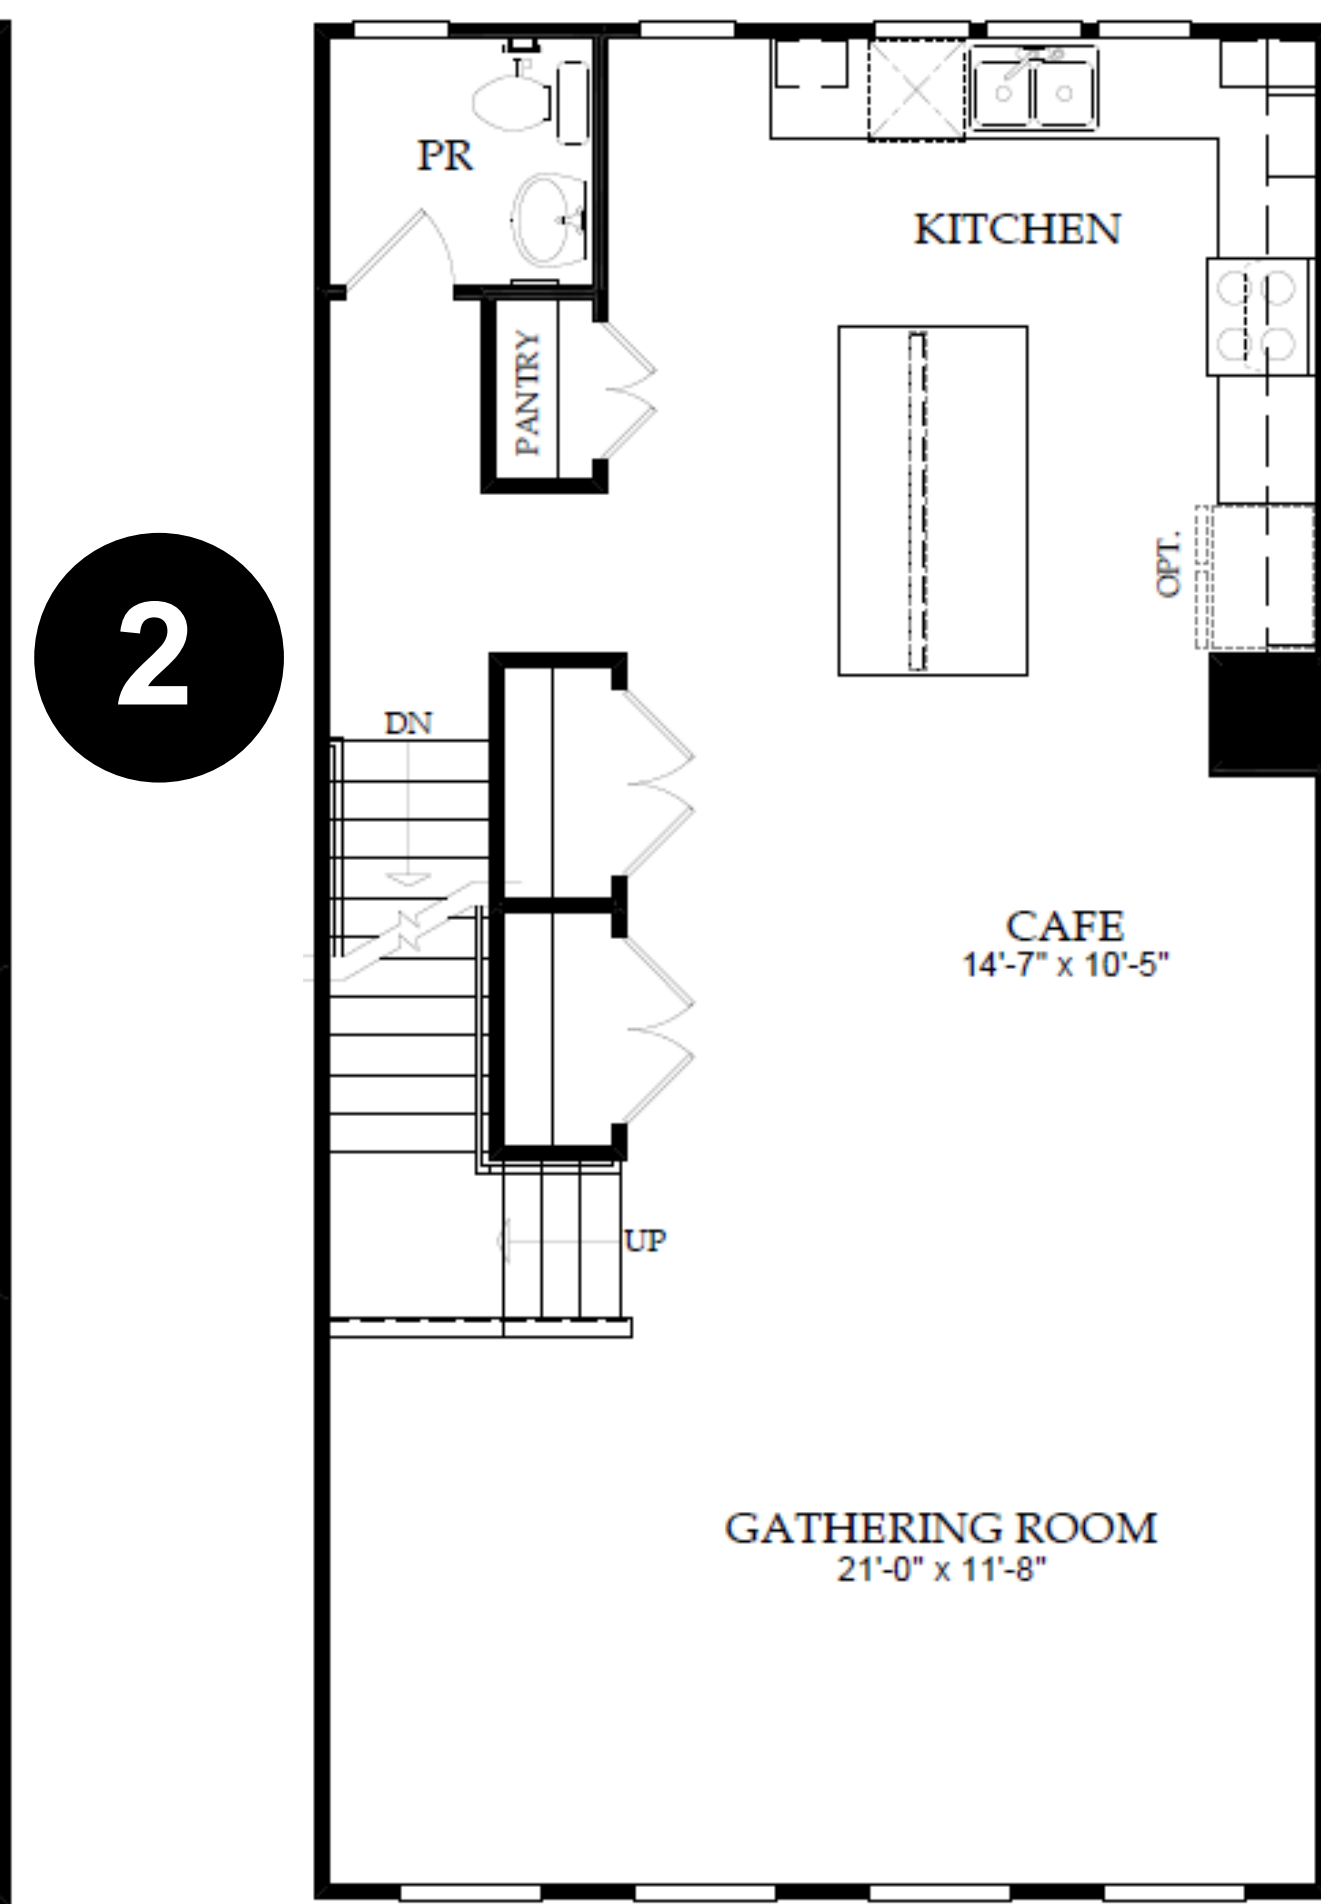 PR
KITCHEN
PANTRY
OPT.
2
DN
CAFE
14'-7" x 10'-5"
UP
GATHERING ROOM
21'-0" x 11'-8"